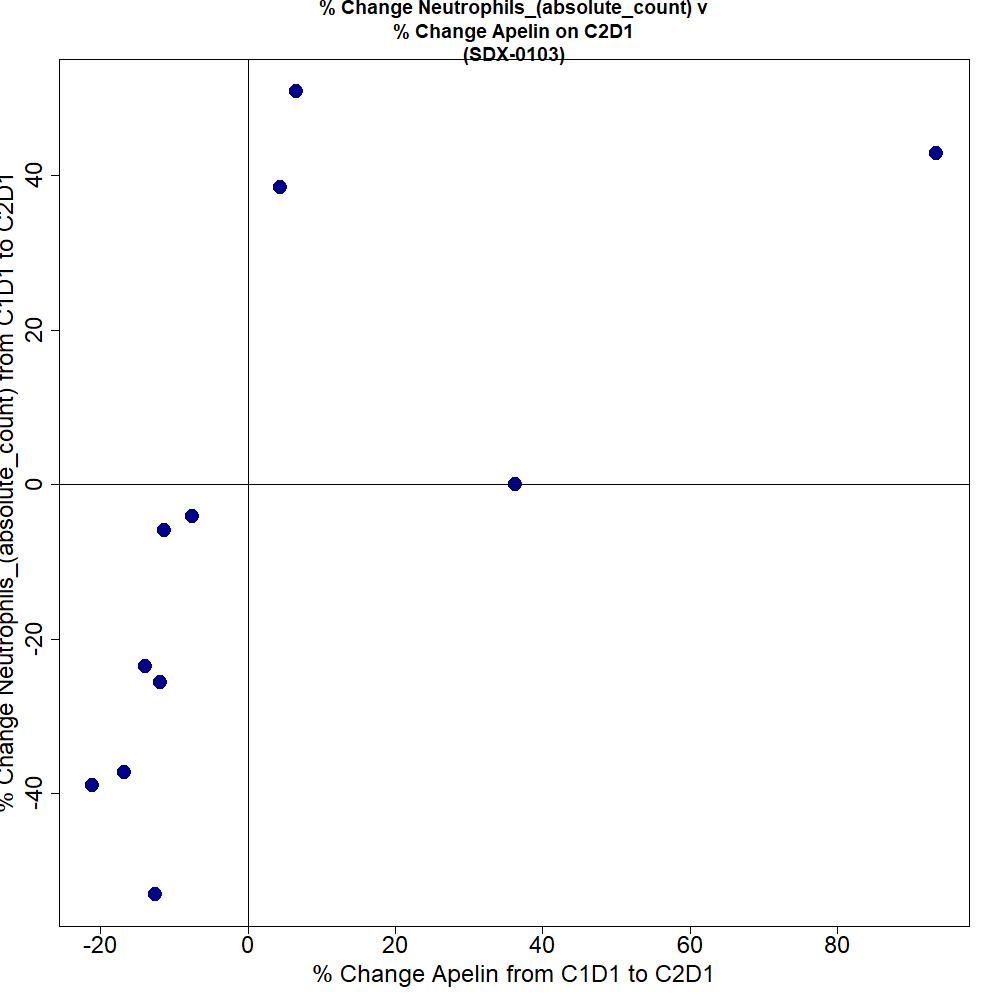 % Change Neutrophils_(absolute_count) v
% Change Apelin on C2D1
(SDX-0103)
% Change Neutrophils_(absolute_count) from C1D1 to C2D1
40
20
0
-20
-40
-20 0 20 40 60 80
% Change Apelin from C1D1 to C2D1